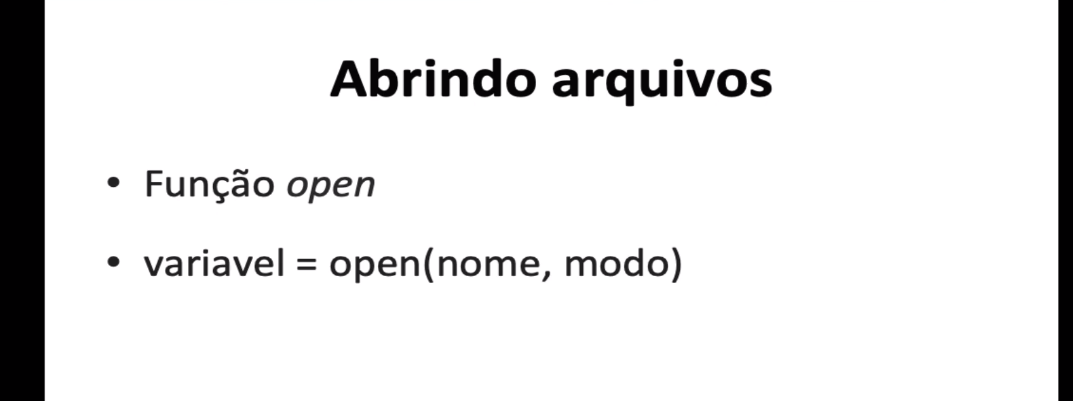 Abrindo arquivos
• Função open
• variavel = open(nome, modo)